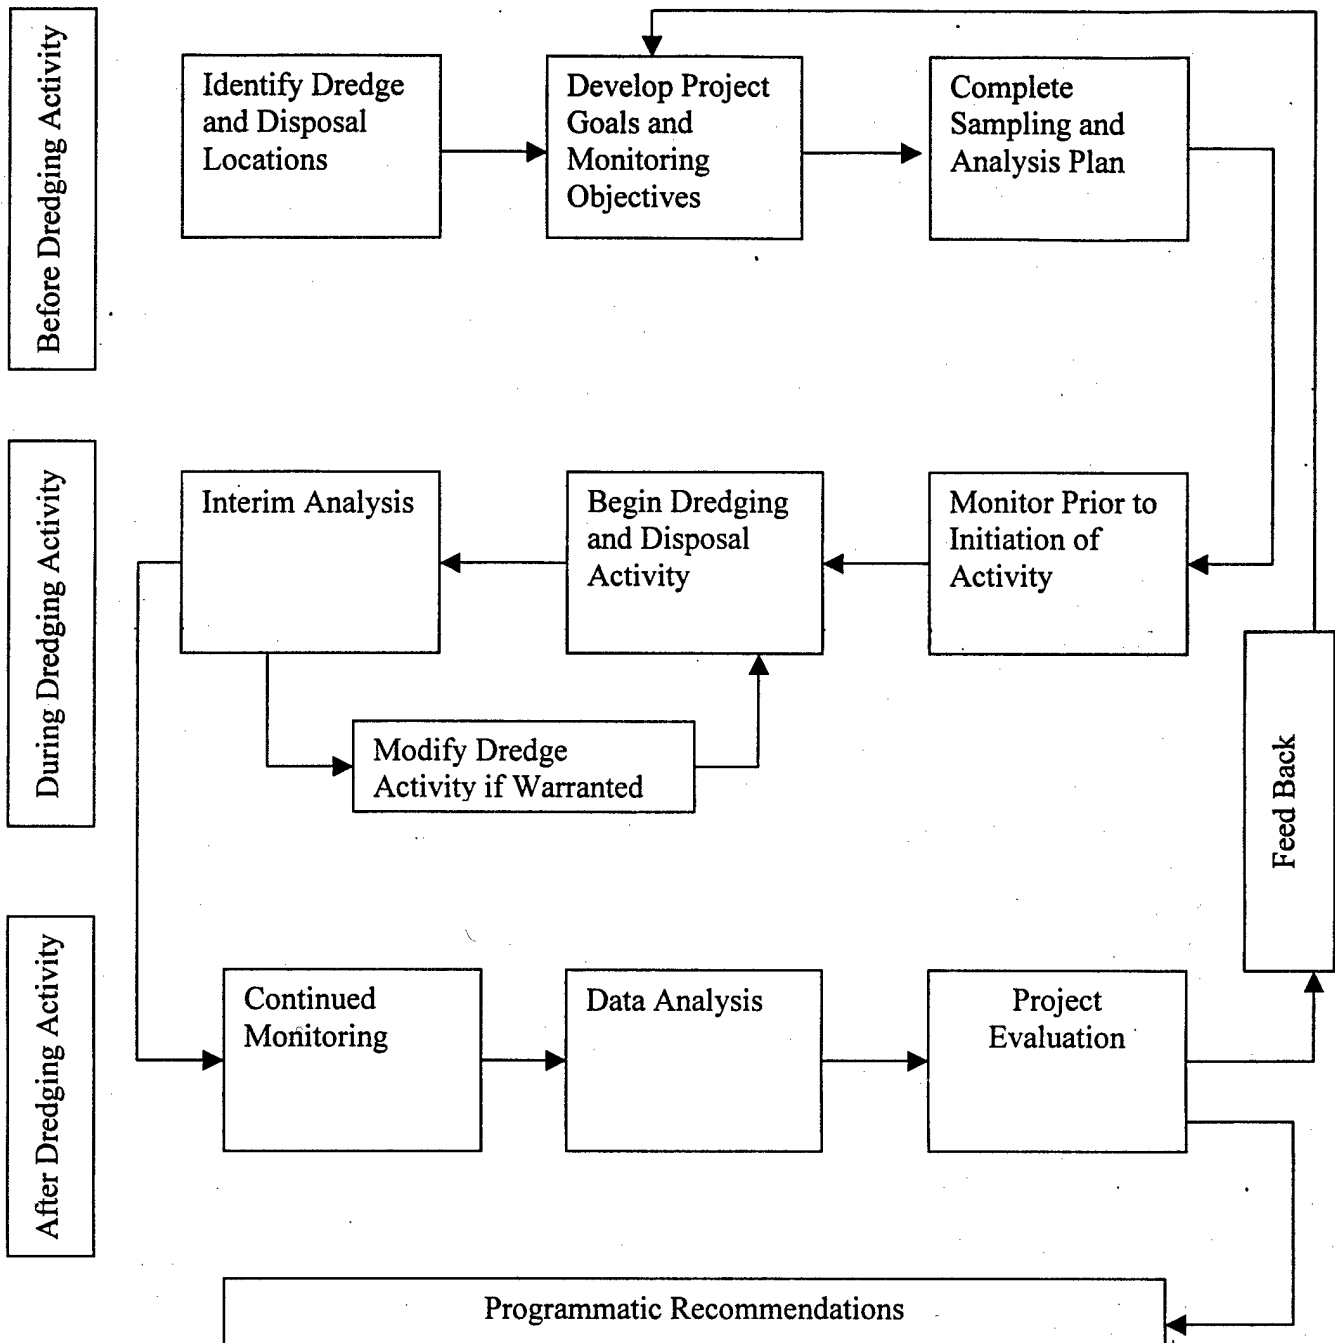 Before Dredging Activity
Identify Dredge
and Disposal
Locations
Develop Project
Goals and
Monitoring
Objectives
Complete
Sampling and
Analysis Plan
During Dredging Activity
Interim Analysis
Begin Dredging
and Disposal
Activity
Monitor Prior to
Initiation of
Activity
Modify Dredge
Activity if Warranted
Feed Back
After Dredging Activity
Continued
Monitoring
Data Analysis
Project
Evaluation
Programmatic Recommendations